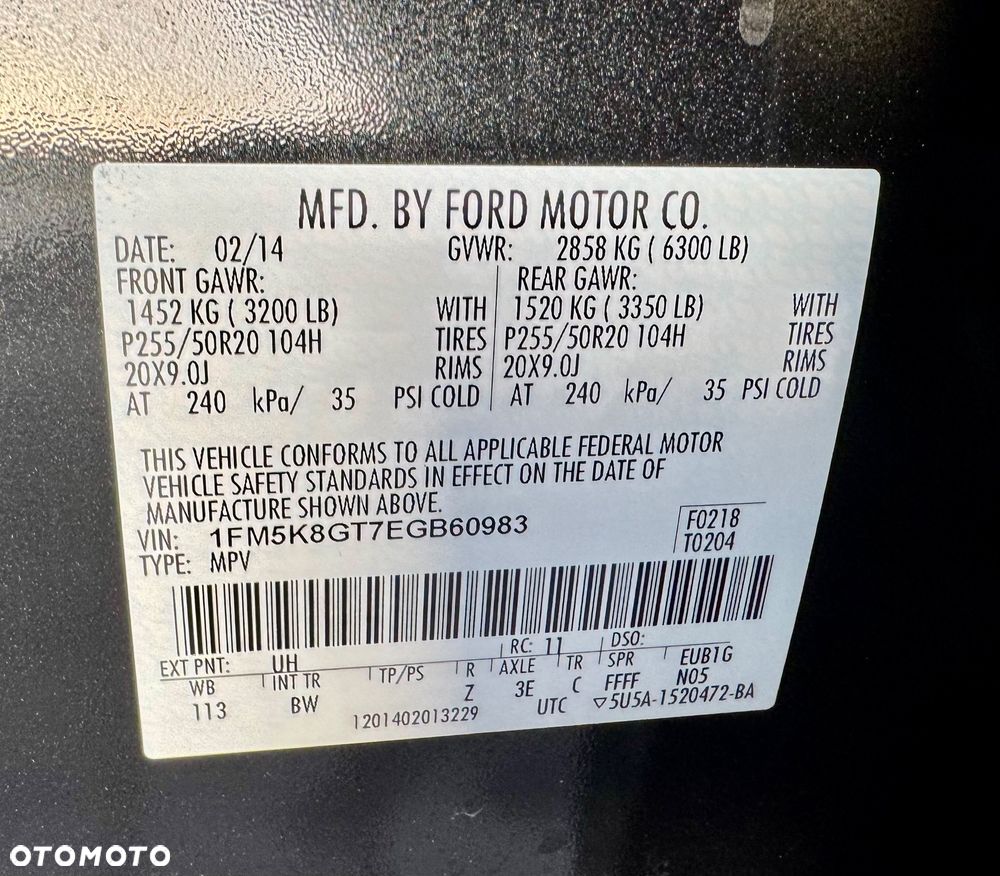 MFD. BY FORD MOTOR CO.
DATE: 02/14 GVWR: 2858 KG ( 6300 LB)
FRONT GAWR: REAR GAWR:
1452 KG ( 3200 LB) WITH 1520 KG ( 3350 LB) WITH
P255/50R20 104H TIRES P255/50R20 104H TIRES
20X9.0J RIMS 20X9.0J RIMS
AT 240 kPa/ 35 PSI COLD AT 240 kPa/ 35 PSI COLD
THIS VEHICLE CONFORMS TO ALL APPLICABLE FEDERAL MOTOR
VEHICLE SAFETY STANDARDS IN EFFECT ON THE DATE OF
MANUFACTURE SHOWN ABOVE.
VIN: 1FM5K8GT7EGB60983 F0218
TYPE: MPV T0204
EXT PNT: UH RC: 11 DSO:
WB INT TR TP/PS R AXLE TR SPR EUB1G
113 BW Z 3E C FFFF N05
1201402013229 UTC ▽5U5A-1520472-BA
OTOMOTO